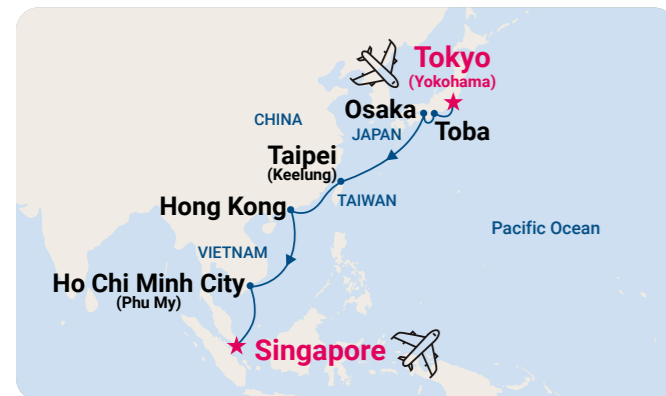 Tokyo
(Yokohama)
Osaka
Toba
CHINA
JAPAN
Taipei
(Keelung)
TAIWAN
Hong Kong
Pacific Ocean
VIETNAM
Ho Chi Minh City
(Phu My)
Singapore